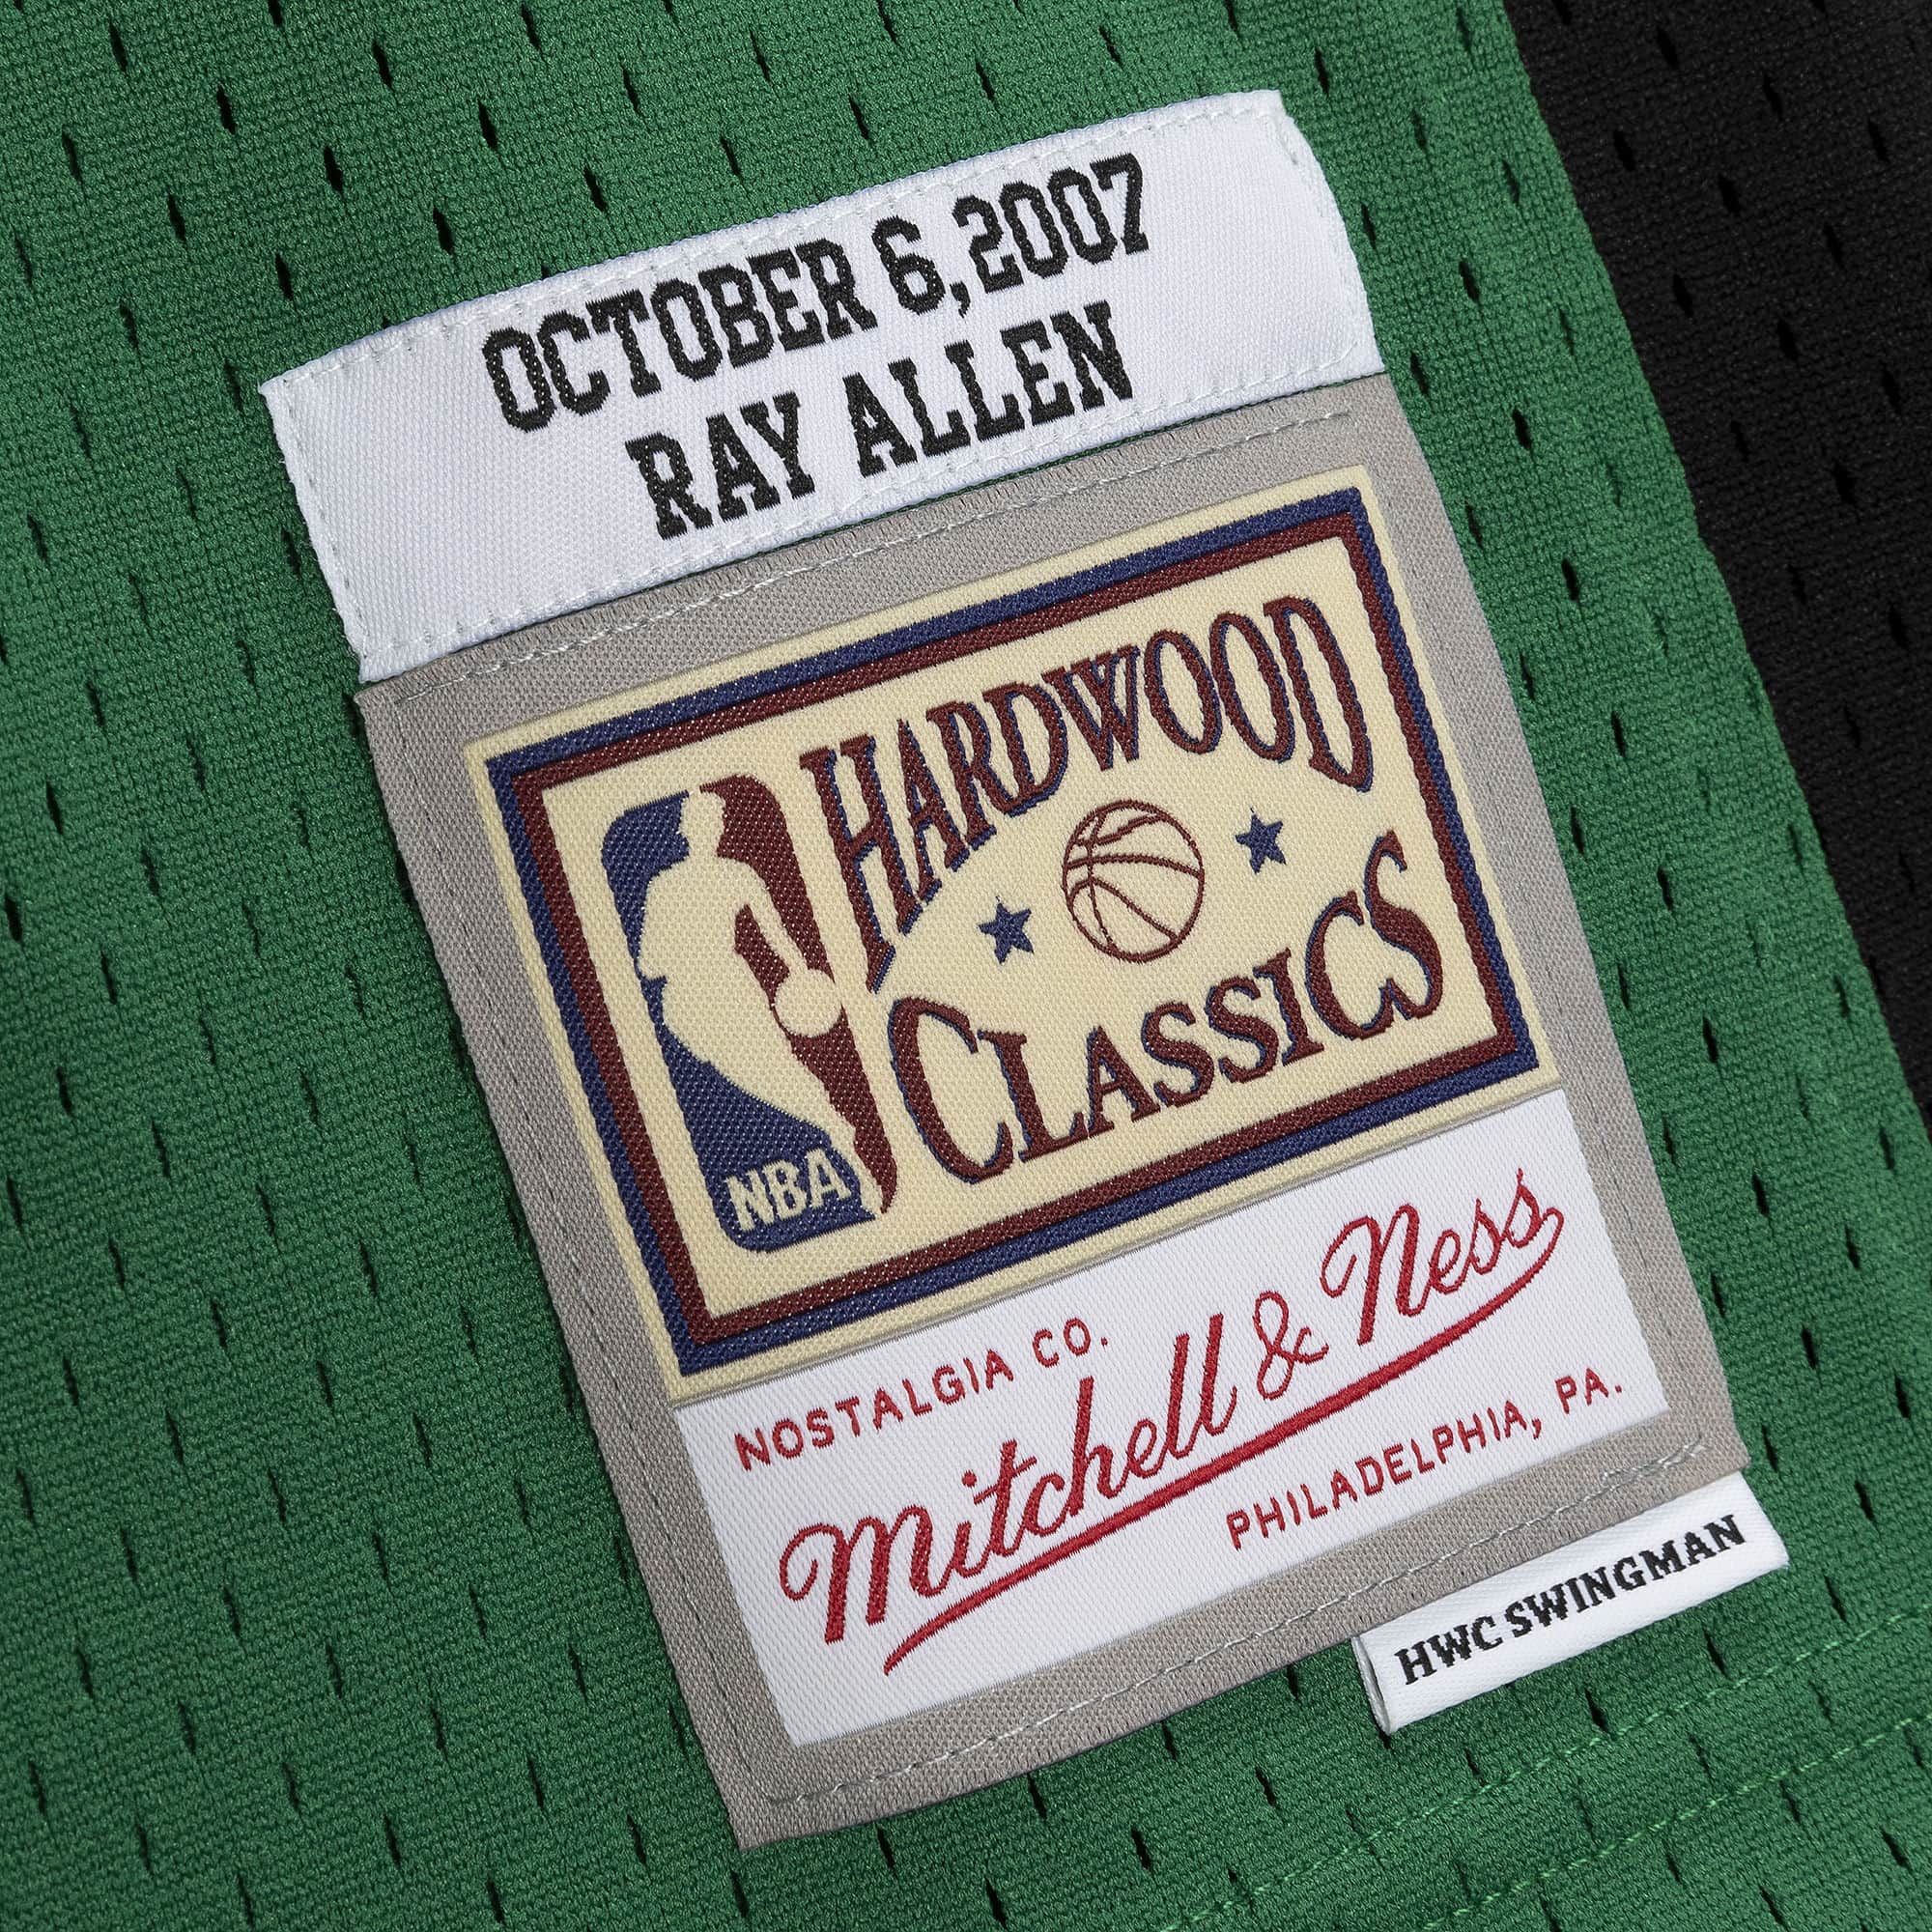 OCTOBER 6, 2007
RAY ALLEN
HARDWOOD
CLASSICS
NBA
NOSTALGIA CO.
Mitchell & Ness
PHILADELPHIA, PA.
HWC SWINGMAN